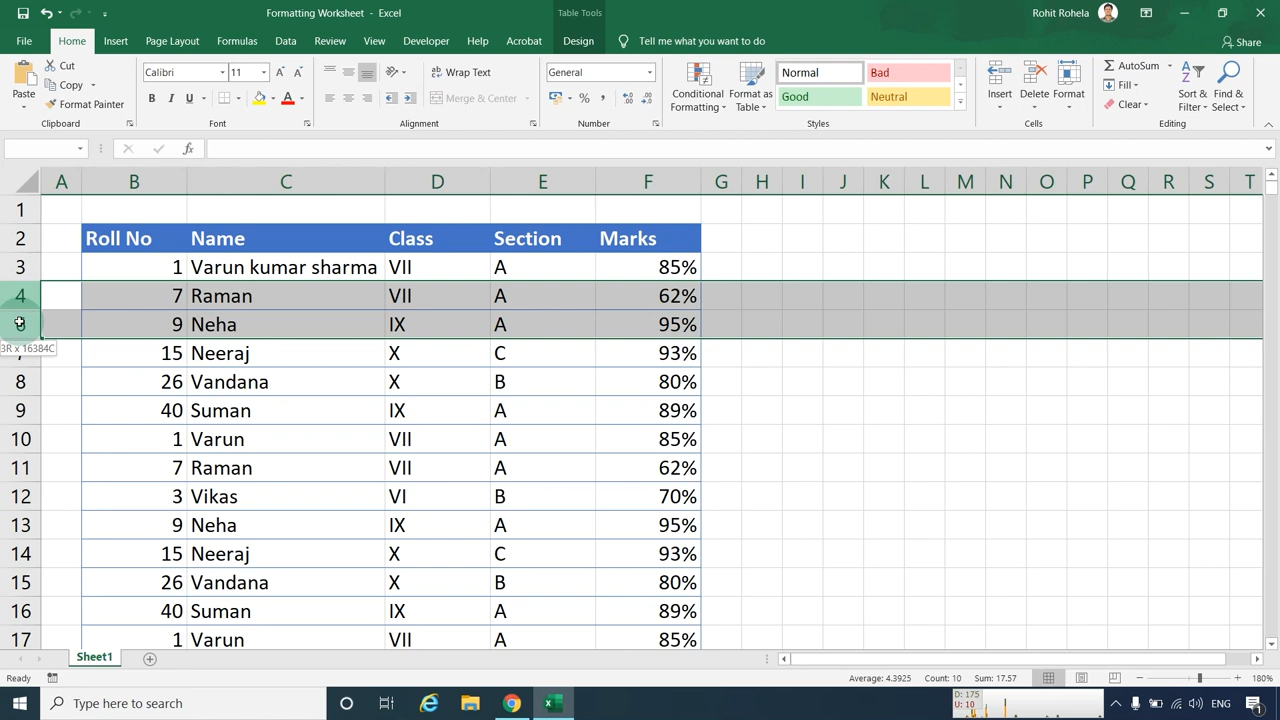 Formatting Worksheet - Excel
Table Tools
Rohit Rohela
File Home Insert Page Layout Formulas Data Review View Developer Help Acrobat Design Tell me what you want to do Share
Paste
Cut
Copy
Format Painter
Calibri 11
B I U
Wrap Text
Merge & Center
General
Conditional Formatting
Format as Table
Normal Bad
Good Neutral
Insert
Delete
Format
AutoSum
Fill
Clear
Sort & Filter
Find & Select
Clipboard Font Alignment Number Styles Cells Editing
fx
A B C D E F G H I J K L M N O P Q R S T
1
2 Roll No Name Class Section Marks
3 1 Varun kumar sharma VII A 85%
4 7 Raman VII A 62%
6 9 Neha IX A 95%
3R x 16384C
7 15 Neeraj X C 93%
8 26 Vandana X B 80%
9 40 Suman IX A 89%
10 1 Varun VII A 85%
11 7 Raman VII A 62%
12 3 Vikas VI B 70%
13 9 Neha IX A 95%
14 15 Neeraj X C 93%
15 26 Vandana X B 80%
16 40 Suman IX A 89%
17 1 Varun VII A 85%
Sheet1
Ready Average: 4.3925 Count: 10 Sum: 17.57 180%
Type here to search
D: 175
U: 10
ENG
1